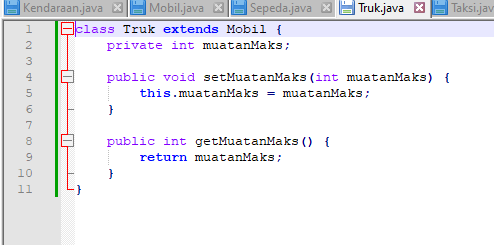 Kendaraan.java Mobil.java Sepeda.java Truk.java Taksi.java
1 class Truk extends Mobil {
2 private int muatanMaks;
3
4 public void setMuatanMaks(int muatanMaks) {
5 this.muatanMaks = muatanMaks;
6 }
7
8 public int getMuatanMaks() {
9 return muatanMaks;
10 }
11 }